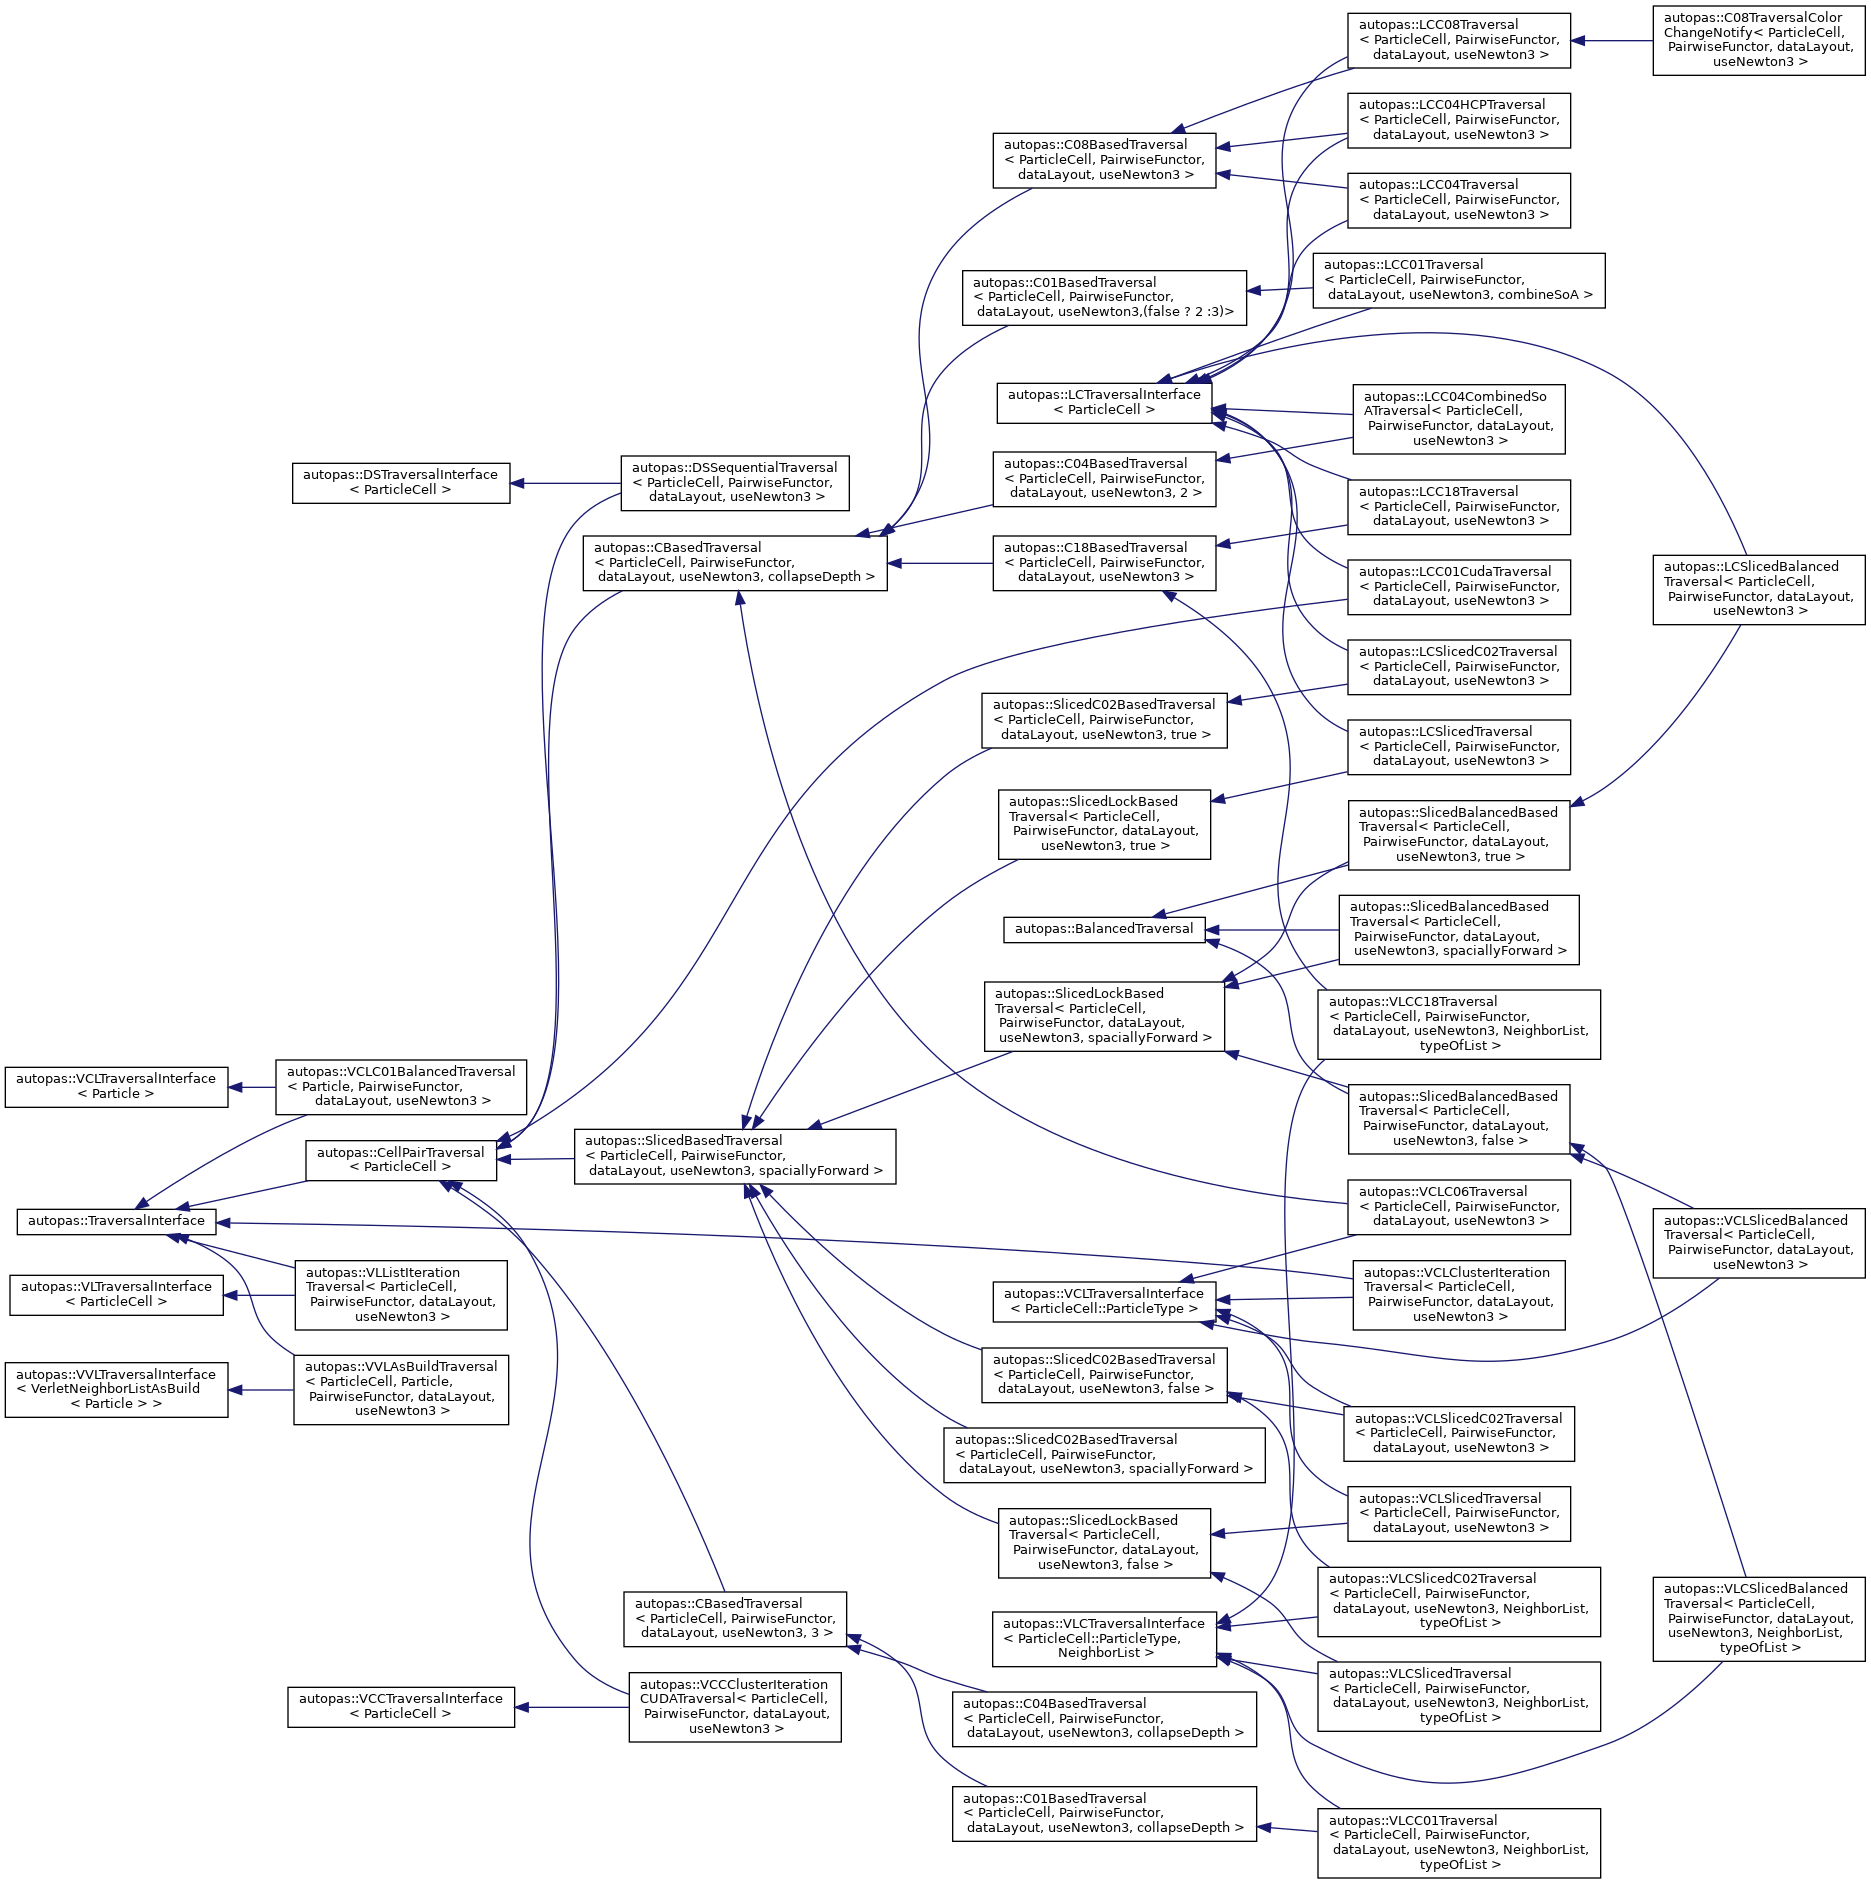 autopas::VCLTraversalInterface
< Particle >
autopas::TraversalInterface
autopas::VLTraversalInterface
< ParticleCell >
autopas::VVLTraversalInterface
< VerletNeighborListAsBuild
< Particle > >
autopas::DSTraversalInterface
< ParticleCell >
autopas::VCLC01BalancedTraversal
< Particle, PairwiseFunctor,
dataLayout, useNewton3 >
autopas::CellPairTraversal
< ParticleCell >
autopas::VLListIteration
Traversal< ParticleCell,
PairwiseFunctor, dataLayout,
useNewton3 >
autopas::VVLAsBuildTraversal
< ParticleCell, Particle,
PairwiseFunctor, dataLayout,
useNewton3 >
autopas::VCCTraversalInterface
< ParticleCell >
autopas::DSSequentialTraversal
< ParticleCell, PairwiseFunctor,
dataLayout, useNewton3 >
autopas::CBasedTraversal
< ParticleCell, PairwiseFunctor,
dataLayout, useNewton3, collapseDepth >
autopas::SlicedBasedTraversal
< ParticleCell, PairwiseFunctor,
dataLayout, useNewton3, spaciallyForward >
autopas::CBasedTraversal
< ParticleCell, PairwiseFunctor,
dataLayout, useNewton3, 3 >
autopas::VCCClusterIteration
CUDATraversal< ParticleCell,
PairwiseFunctor, dataLayout,
useNewton3 >
autopas::C08BasedTraversal
< ParticleCell, PairwiseFunctor,
dataLayout, useNewton3 >
autopas::C01BasedTraversal
< ParticleCell, PairwiseFunctor,
dataLayout, useNewton3,(false ? 2 :3)>
autopas::LCTraversalInterface
< ParticleCell >
autopas::C04BasedTraversal
< ParticleCell, PairwiseFunctor,
dataLayout, useNewton3, 2 >
autopas::C18BasedTraversal
< ParticleCell, PairwiseFunctor,
dataLayout, useNewton3 >
autopas::SlicedC02BasedTraversal
< ParticleCell, PairwiseFunctor,
dataLayout, useNewton3, true >
autopas::SlicedLockBased
Traversal< ParticleCell,
PairwiseFunctor, dataLayout,
useNewton3, true >
autopas::BalancedTraversal
autopas::SlicedLockBased
Traversal< ParticleCell,
PairwiseFunctor, dataLayout,
useNewton3, spaciallyForward >
autopas::VCLTraversalInterface
< ParticleCell::ParticleType >
autopas::SlicedC02BasedTraversal
< ParticleCell, PairwiseFunctor,
dataLayout, useNewton3, false >
autopas::SlicedC02BasedTraversal
< ParticleCell, PairwiseFunctor,
dataLayout, useNewton3, spaciallyForward >
autopas::SlicedLockBased
Traversal< ParticleCell,
PairwiseFunctor, dataLayout,
useNewton3, false >
autopas::VLCTraversalInterface
< ParticleCell::ParticleType,
NeighborList >
autopas::C04BasedTraversal
< ParticleCell, PairwiseFunctor,
dataLayout, useNewton3, collapseDepth >
autopas::C01BasedTraversal
< ParticleCell, PairwiseFunctor,
dataLayout, useNewton3, collapseDepth >
autopas::LCC08Traversal
< ParticleCell, PairwiseFunctor,
dataLayout, useNewton3 >
autopas::LCC04HCPTraversal
< ParticleCell, PairwiseFunctor,
dataLayout, useNewton3 >
autopas::LCC04Traversal
< ParticleCell, PairwiseFunctor,
dataLayout, useNewton3 >
autopas::LCC01Traversal
< ParticleCell, PairwiseFunctor,
dataLayout, useNewton3, combineSoA >
autopas::LCC04CombinedSo
ATraversal< ParticleCell,
PairwiseFunctor, dataLayout,
useNewton3 >
autopas::LCC18Traversal
< ParticleCell, PairwiseFunctor,
dataLayout, useNewton3 >
autopas::LCC01CudaTraversal
< ParticleCell, PairwiseFunctor,
dataLayout, useNewton3 >
autopas::LCSlicedC02Traversal
< ParticleCell, PairwiseFunctor,
dataLayout, useNewton3 >
autopas::LCSlicedTraversal
< ParticleCell, PairwiseFunctor,
dataLayout, useNewton3 >
autopas::SlicedBalancedBased
Traversal< ParticleCell,
PairwiseFunctor, dataLayout,
useNewton3, true >
autopas::SlicedBalancedBased
Traversal< ParticleCell,
PairwiseFunctor, dataLayout,
useNewton3, spaciallyForward >
autopas::VLCC18Traversal
< ParticleCell, PairwiseFunctor,
dataLayout, useNewton3, NeighborList,
typeOfList >
autopas::SlicedBalancedBased
Traversal< ParticleCell,
PairwiseFunctor, dataLayout,
useNewton3, false >
autopas::VCLC06Traversal
< ParticleCell, PairwiseFunctor,
dataLayout, useNewton3 >
autopas::VCLClusterIteration
Traversal< ParticleCell,
PairwiseFunctor, dataLayout,
useNewton3 >
autopas::VCLSlicedC02Traversal
< ParticleCell, PairwiseFunctor,
dataLayout, useNewton3 >
autopas::VCLSlicedTraversal
< ParticleCell, PairwiseFunctor,
dataLayout, useNewton3 >
autopas::VLCSlicedC02Traversal
< ParticleCell, PairwiseFunctor,
dataLayout, useNewton3, NeighborList,
typeOfList >
autopas::VLCSlicedTraversal
< ParticleCell, PairwiseFunctor,
dataLayout, useNewton3, NeighborList,
typeOfList >
autopas::VLCC01Traversal
< ParticleCell, PairwiseFunctor,
dataLayout, useNewton3, NeighborList,
typeOfList >
autopas::C08TraversalColor
ChangeNotify< ParticleCell,
PairwiseFunctor, dataLayout,
useNewton3 >
autopas::LCSlicedBalanced
Traversal< ParticleCell,
PairwiseFunctor, dataLayout,
useNewton3 >
autopas::VCLSlicedBalanced
Traversal< ParticleCell,
PairwiseFunctor, dataLayout,
useNewton3 >
autopas::VLCSlicedBalanced
Traversal< ParticleCell,
PairwiseFunctor, dataLayout,
useNewton3, NeighborList,
typeOfList >